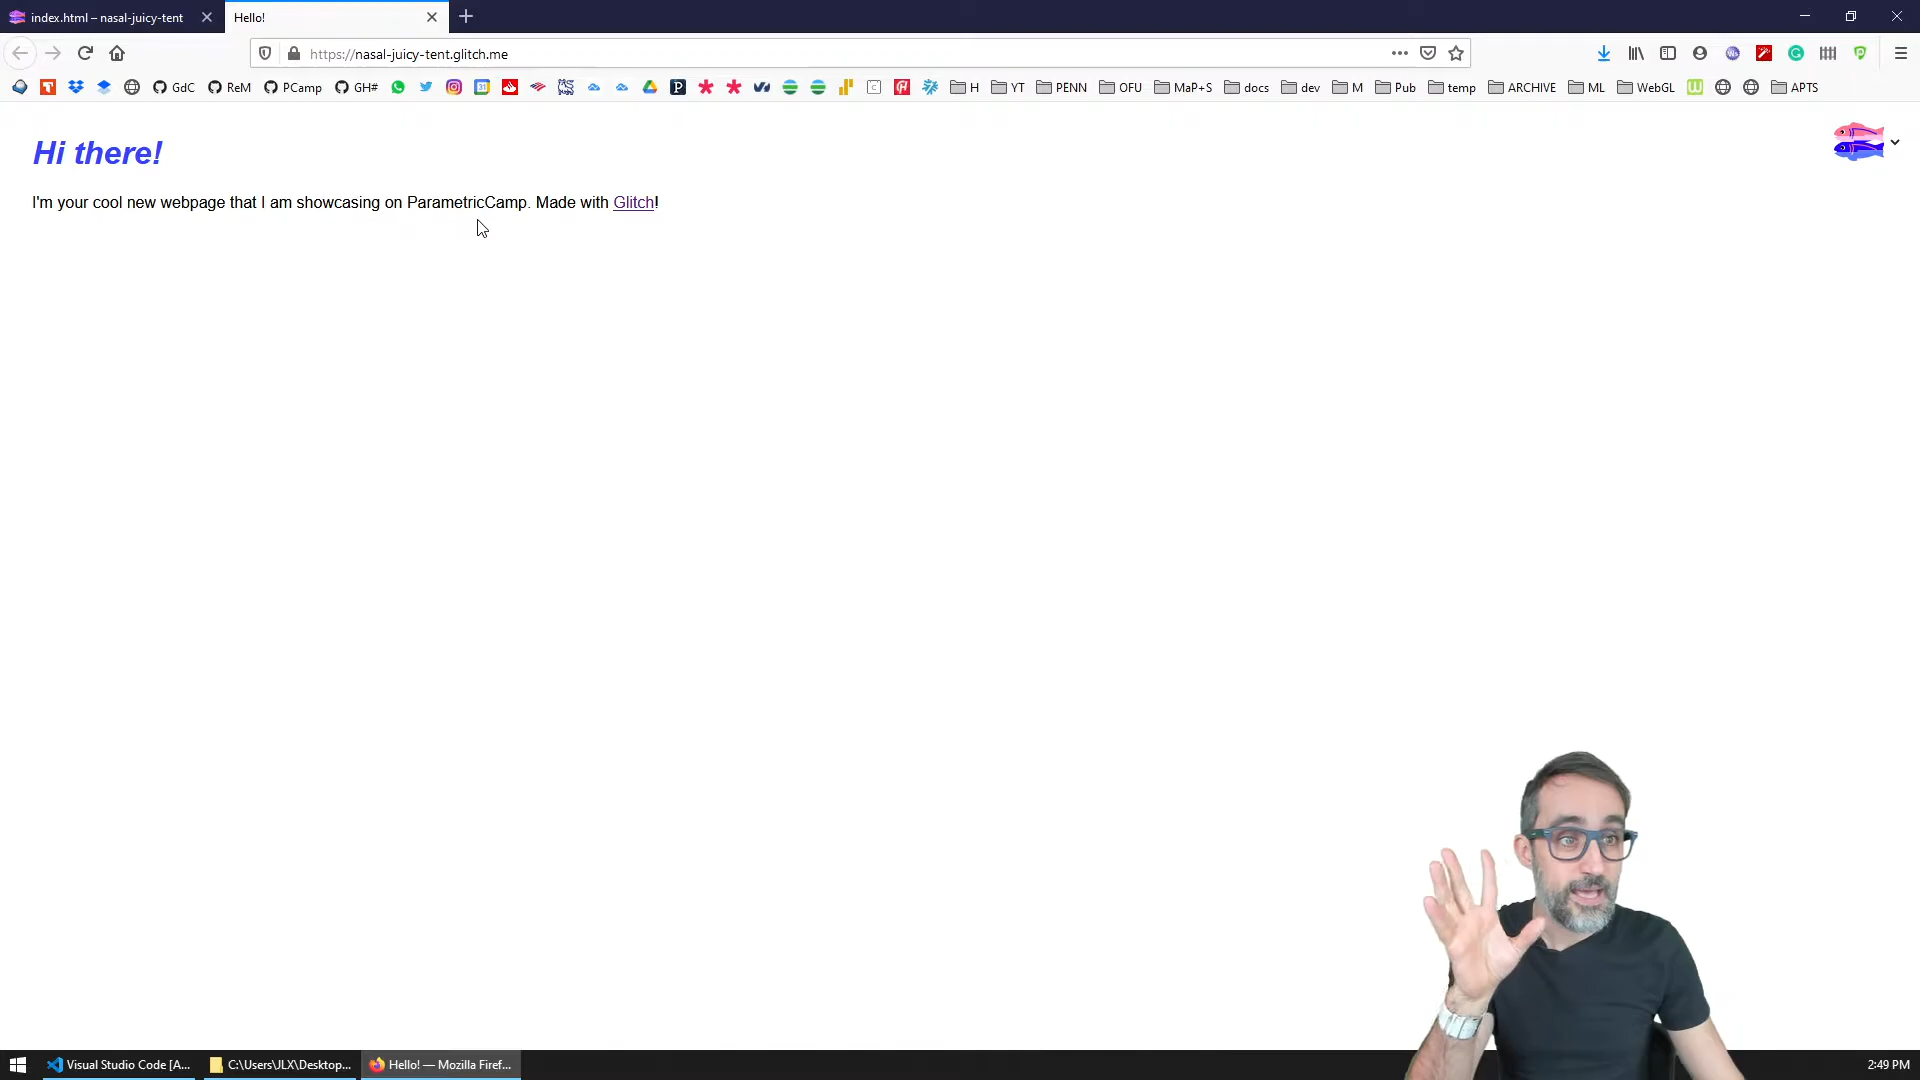 index.html – nasal-juicy-tent
Hello!
https://nasal-juicy-tent.glitch.me
GdC ReM PCamp GH# H YT PENN OFU MaP+S docs dev M Pub temp ARCHIVE ML WebGL APTS
Hi there!
I'm your cool new webpage that I am showcasing on ParametricCamp. Made with Glitch!
Visual Studio Code [A... C:\Users\JLX\Desktop... Hello! — Mozilla Firef... 2:49 PM